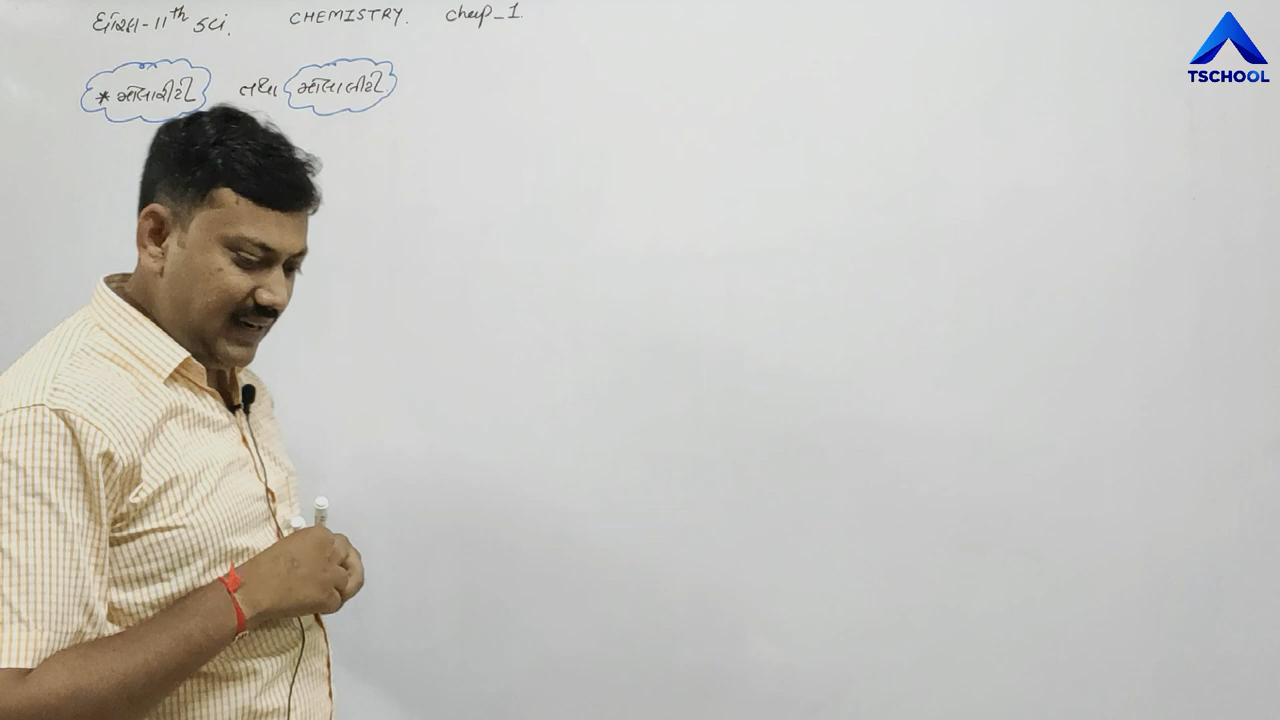 ધોરણ-11th sci. CHEMISTRY. chap_1.
* મોલારીટી તથા મોલાલીટી
TSCHOOL